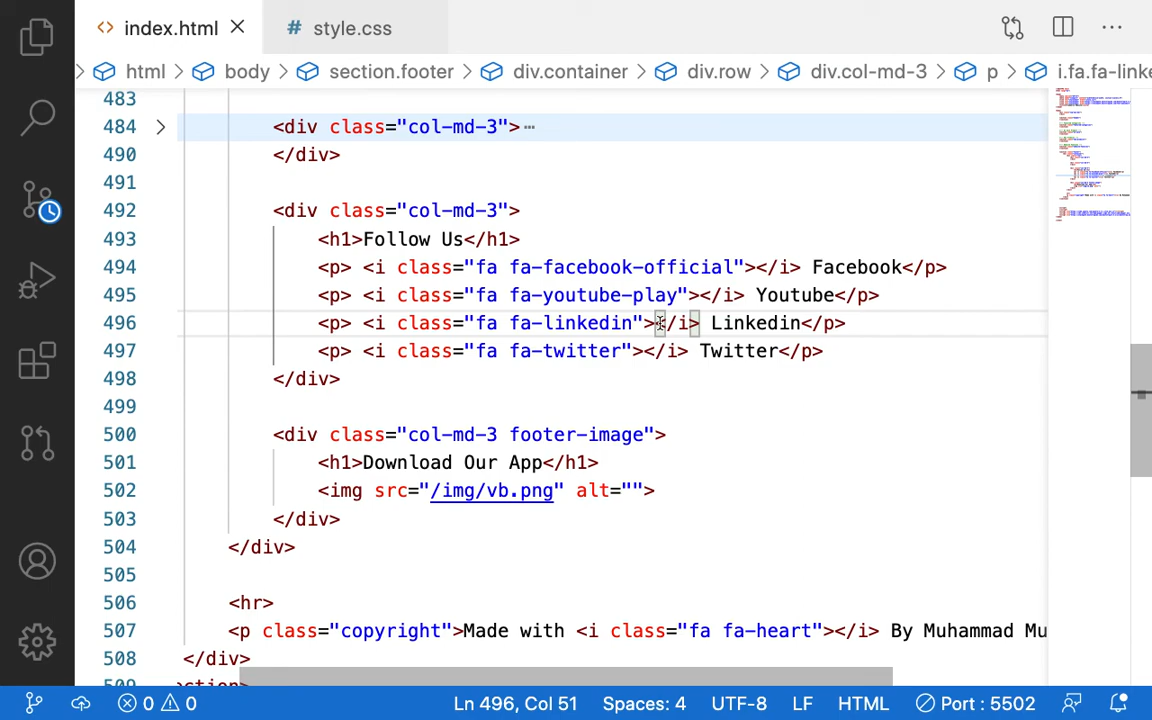 index.html
style.css
html body section.footer div.container div.row div.col-md-3 p i.fa.fa-linke
483
484 <div class="col-md-3">
490 </div>
491
492 <div class="col-md-3">
493 <h1>Follow Us</h1>
494 <p> <i class="fa fa-facebook-official"></i> Facebook</p>
495 <p> <i class="fa fa-youtube-play"></i> Youtube</p>
496 <p> <i class="fa fa-linkedin"></i> Linkedin</p>
497 <p> <i class="fa fa-twitter"></i> Twitter</p>
498 </div>
499
500 <div class="col-md-3 footer-image">
501 <h1>Download Our App</h1>
502 <img src="/img/vb.png" alt="">
503 </div>
504 </div>
505
506 <hr>
507 <p class="copyright">Made with <i class="fa fa-heart"></i> By Muhammad Mu
508 </div>
0 0 Ln 496, Col 51 Spaces: 4 UTF-8 LF HTML Port : 5502